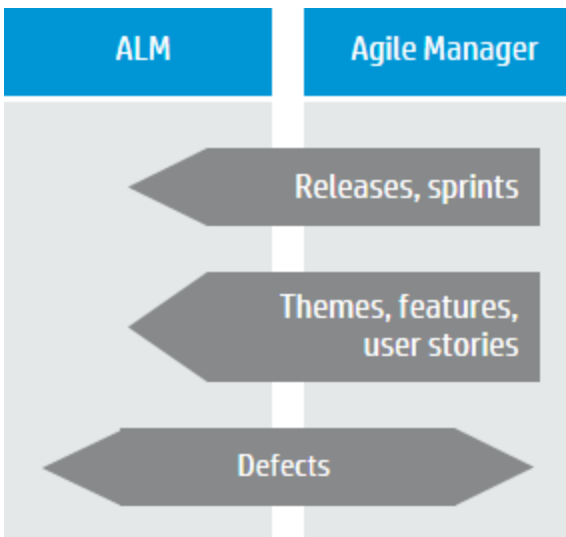 ALM
Agile Manager
Releases, sprints
Themes, features,
user stories
Defects